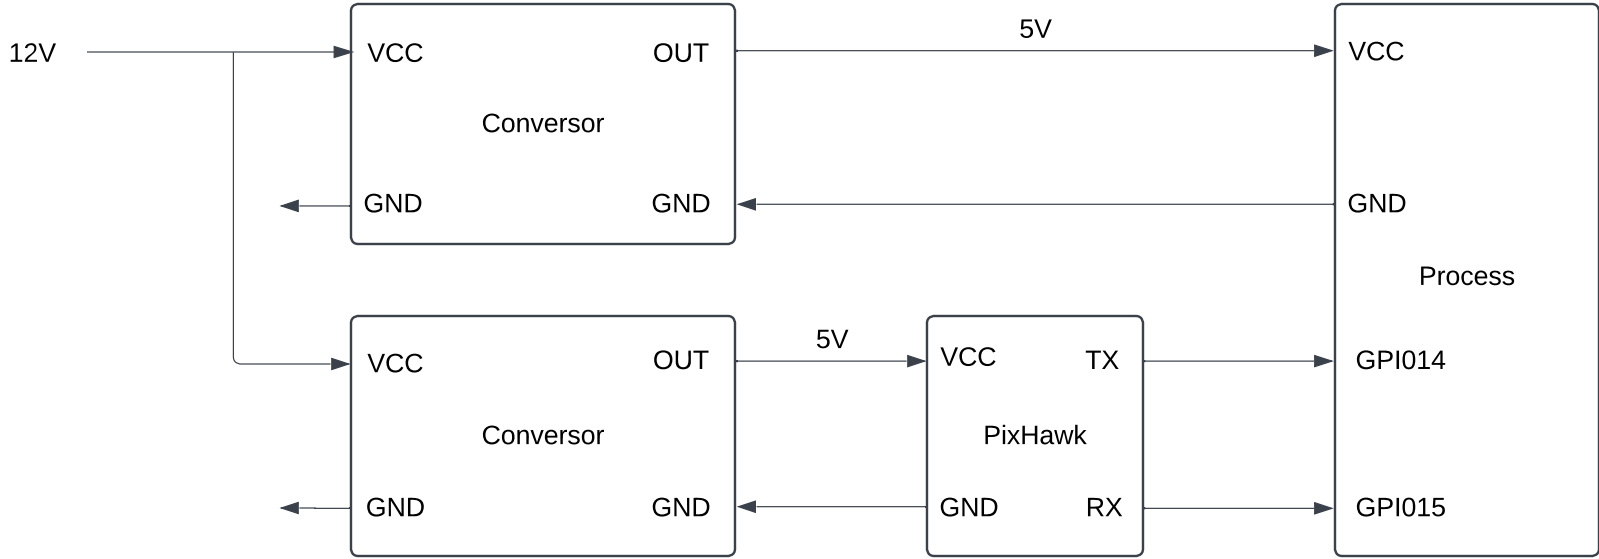 12V
VCC
OUT
5V
VCC
Conversor
GND
GND
GND
Process
VCC
OUT
5V
VCC
TX
GPI014
Conversor
PixHawk
GND
GND
GND
RX
GPI015